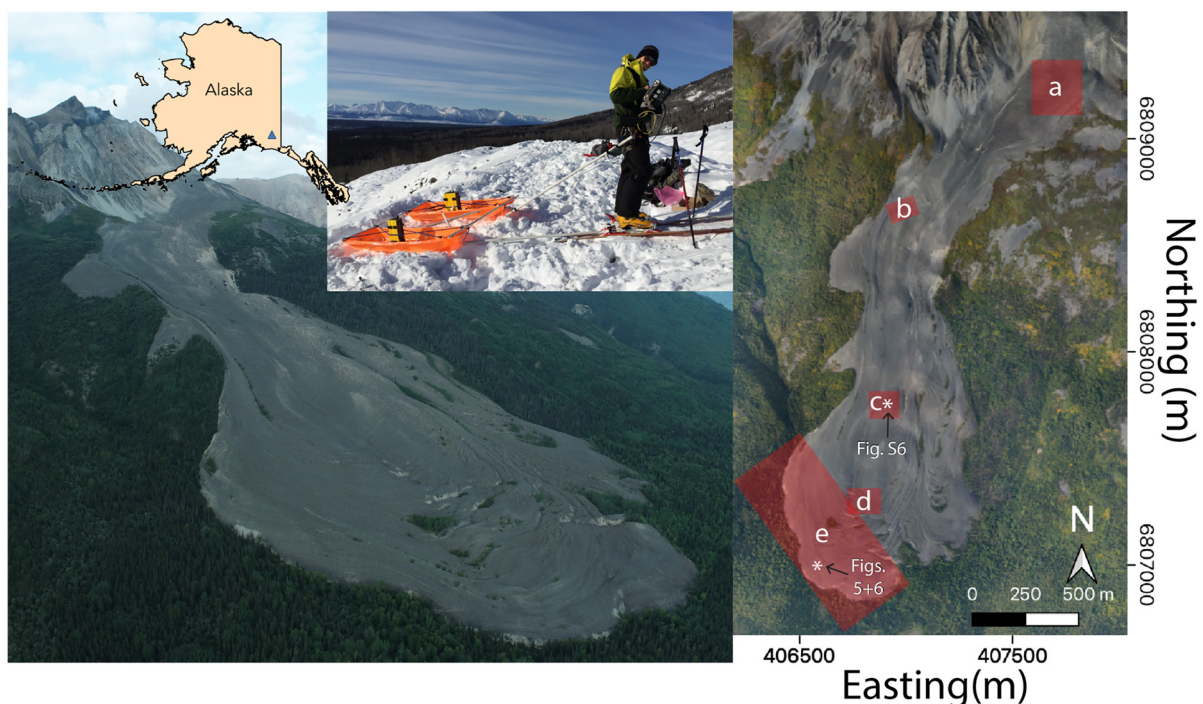 Alaska
a
b
c*
Fig. S6
d
e
*
Figs.
5+6
N
0 250 500 m
6809000
6808000
6807000
Northing (m)
406500 407500
Easting(m)